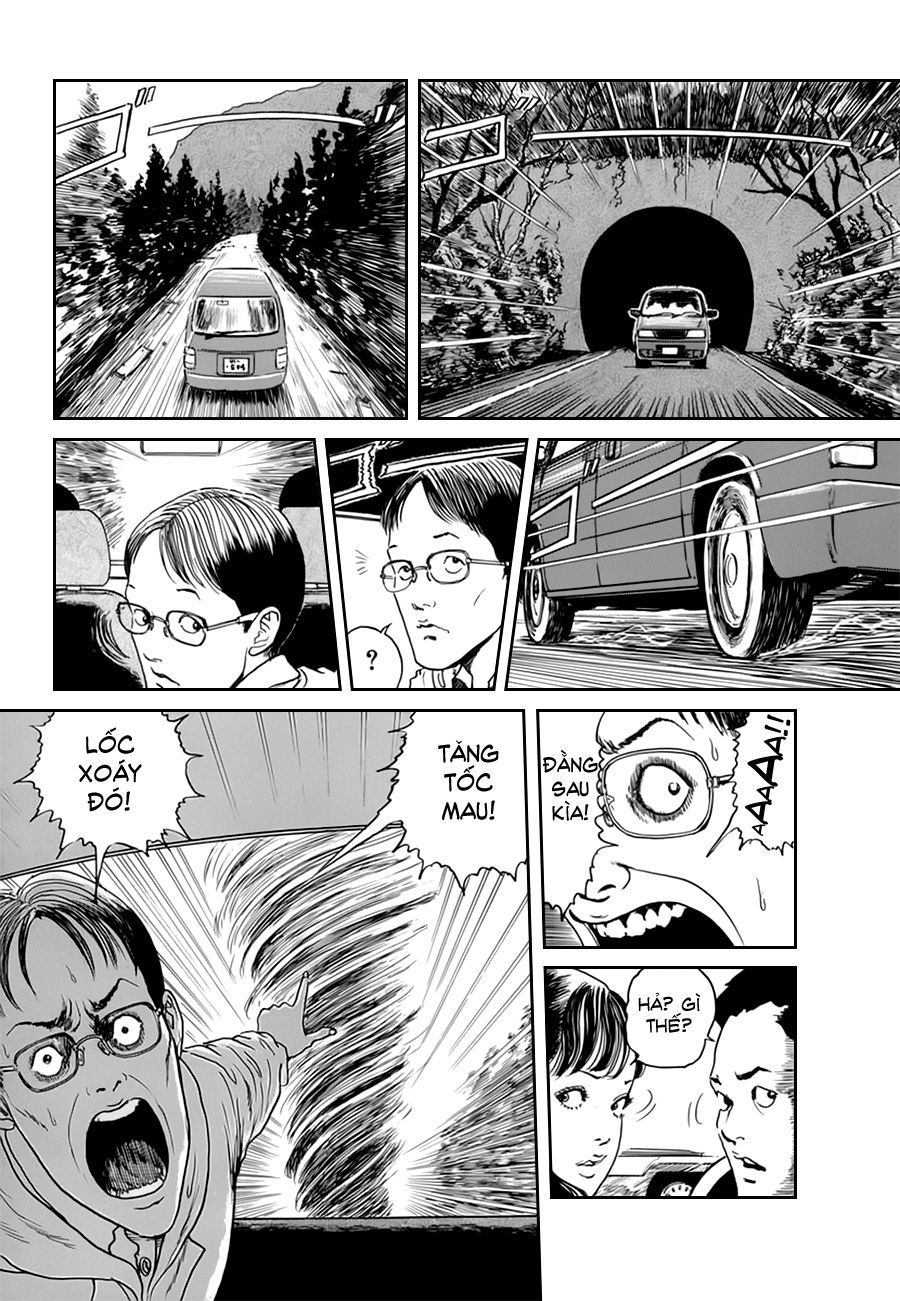 ?
AAAAA!!
ĐẰNG
SAU
KÌA!
HẢ? GÌ
THẾ?
TĂNG
TỐC
MAU!
LỐC
XOÁY
ĐÓ!